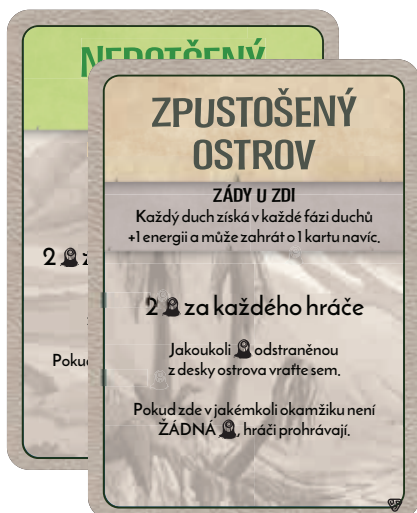 ZPUSTOŠENÝ
OSTROV
ZÁDY U ZDI
Každý duch získá v každé fázi duchů
+1 energii a může zahrát o 1 kartu navíc.
2
2 za každého hráče
Jakoukoli odstraněnou
z desky ostrova vraťte sem.
Pokud zde v jakémkoli okamžiku není
ŽÁDNÁ , hráči prohrávají.